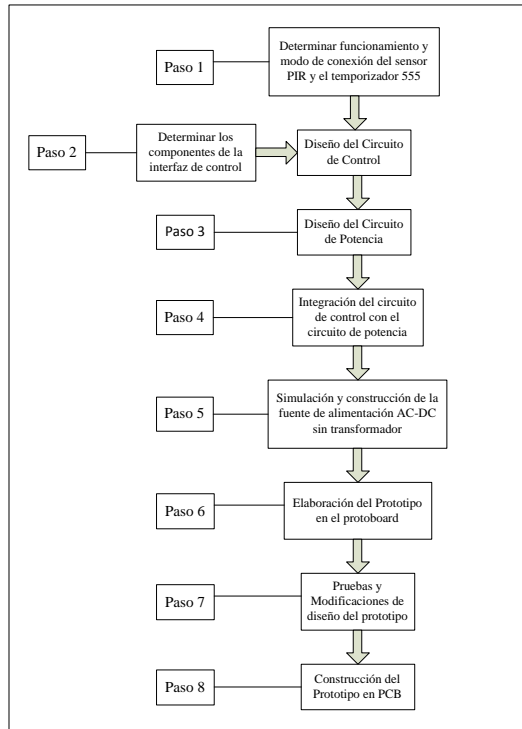 Paso 1
Determinar funcionamiento y
modo de conexión del sensor
PIR y el temporizador 555
Paso 2
Determinar los
componentes de la
interfaz de control
Diseño del Circuito
de Control
Paso 3
Diseño del Circuito
de Potencia
Paso 4
Integración del circuito
de control con el
circuito de potencia
Paso 5
Simulación y construcción de la
fuente de alimentación AC-DC
sin transformador
Paso 6
Elaboración del Prototipo
en el protoboard
Paso 7
Pruebas y
Modificaciones de
diseño del prototipo
Paso 8
Construcción del
Prototipo en PCB